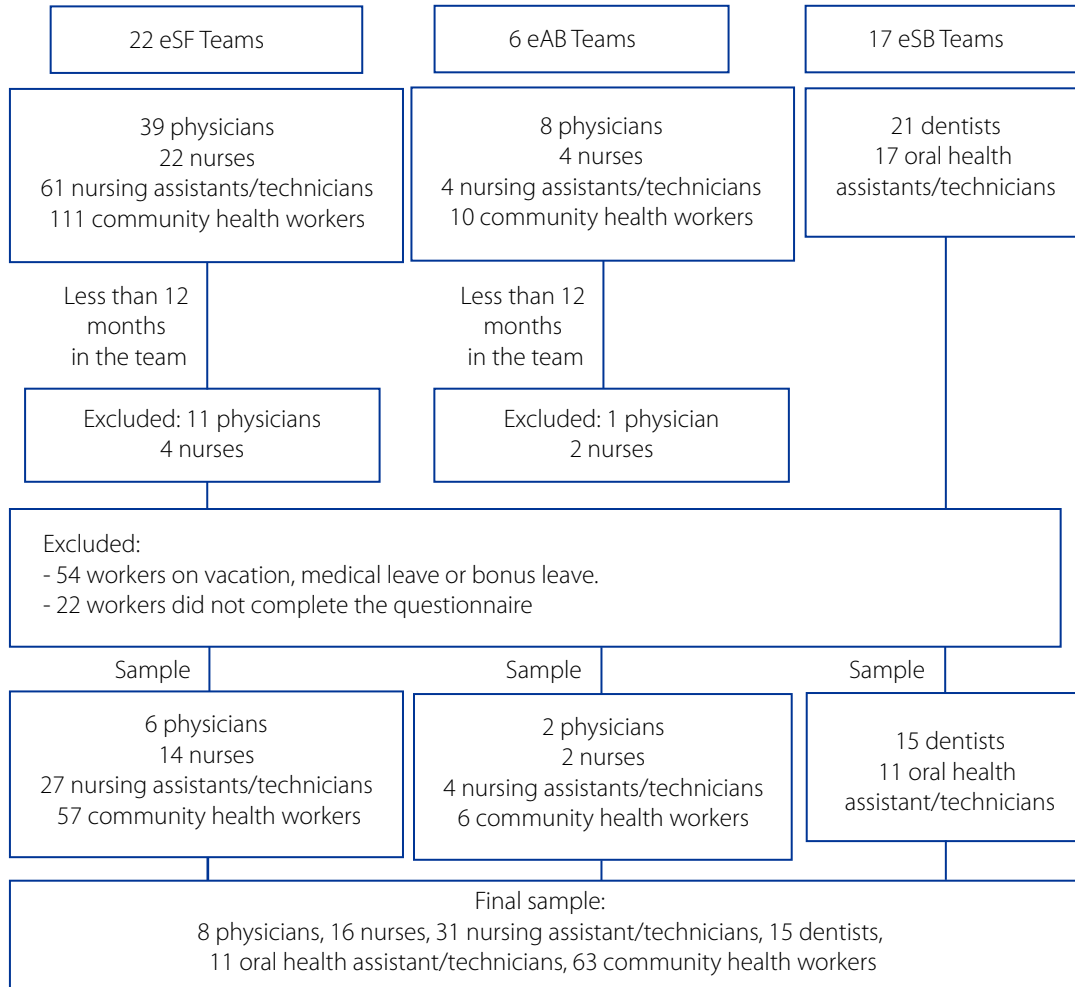 22 eSF Teams
6 eAB Teams
17 eSB Teams
39 physicians
22 nurses
61 nursing assistants/technicians
111 community health workers
8 physicians
4 nurses
4 nursing assistants/technicians
10 community health workers
21 dentists
17 oral health
assistants/technicians
Less than 12
months
in the team
Less than 12
months
in the team
Excluded: 11 physicians
4 nurses
Excluded: 1 physician
2 nurses
Excluded:
- 54 workers on vacation, medical leave or bonus leave.
- 22 workers did not complete the questionnaire
Sample
Sample
Sample
6 physicians
14 nurses
27 nursing assistants/technicians
57 community health workers
2 physicians
2 nurses
4 nursing assistants/technicians
6 community health workers
15 dentists
11 oral health
assistant/technicians
Final sample:
8 physicians, 16 nurses, 31 nursing assistant/technicians, 15 dentists,
11 oral health assistant/technicians, 63 community health workers